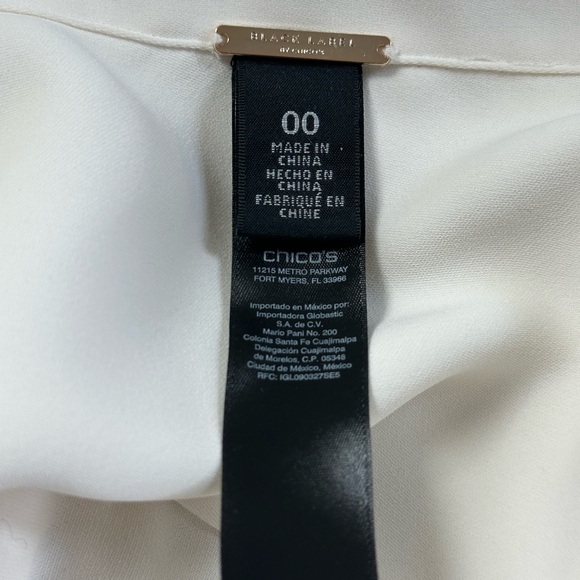 BLACK LABEL
BY CHICO'S
00
MADE IN
CHINA
HECHO EN
CHINA
FABRIQUÉ EN
CHINE
chico's
11215 METRO PARKWAY
FORT MYERS, FL 33966
Importado en México por:
Importadora Globastic
S.A. de C.V.
Mario Pani No. 200
Colonia Santa Fe Cuajimalpa
Delegación Cuajimalpa
de Morelos, C.P. 05348
Ciudad de México, México
RFC: IGL090327SE5